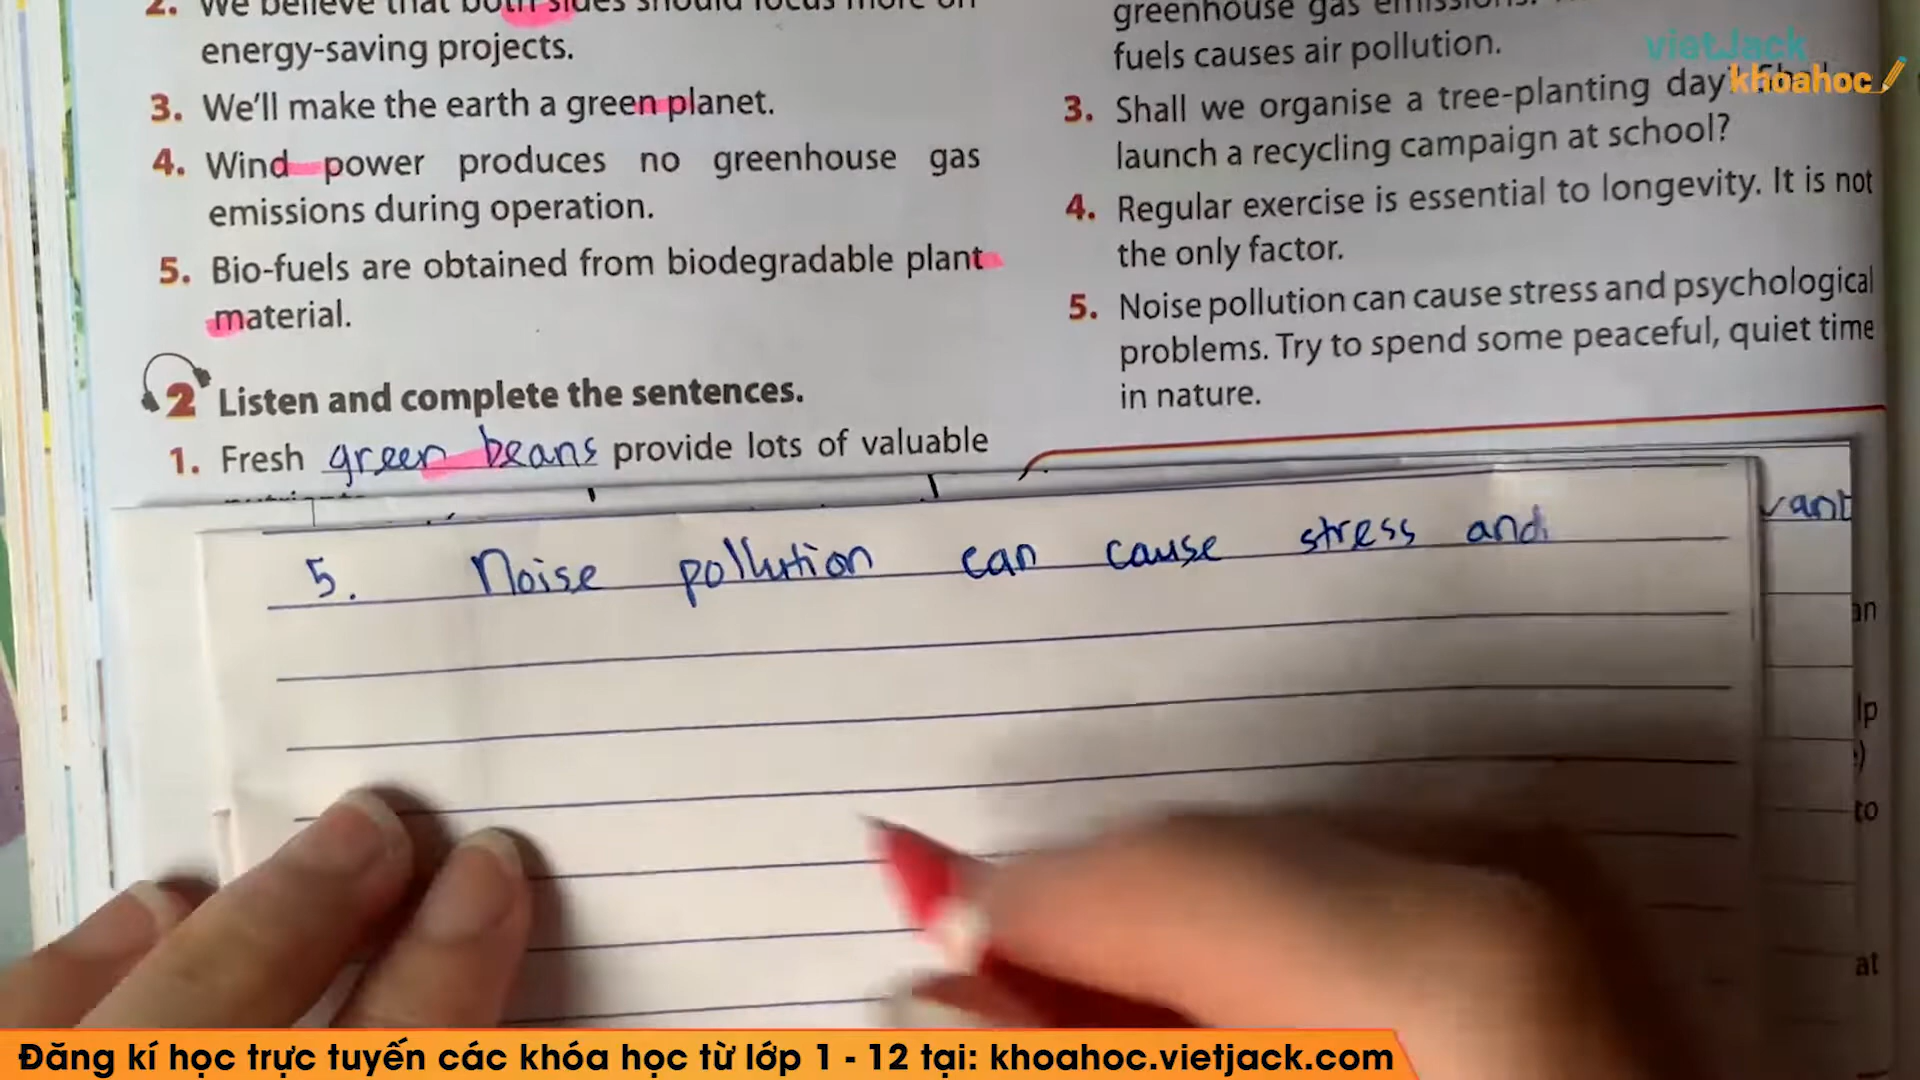 2. We believe that both sides should focus more on
energy-saving projects.
3. We'll make the earth a green planet.
4. Wind power produces no greenhouse gas
emissions during operation.
5. Bio-fuels are obtained from biodegradable plant
material.
2 Listen and complete the sentences.
1. Fresh green beans provide lots of valuable
greenhouse gas emissions.
fuels causes air pollution.
3. Shall we organise a tree-planting day?
launch a recycling campaign at school?
4. Regular exercise is essential to longevity. It is not
the only factor.
5. Noise pollution can cause stress and psychological
problems. Try to spend some peaceful, quiet time
in nature.
vietJack
khoahoc
5. Noise pollution can cause stress and
an
lp
to
at
Đăng kí học trực tuyến các khóa học từ lớp 1 - 12 tại: khoahoc.vietjack.com